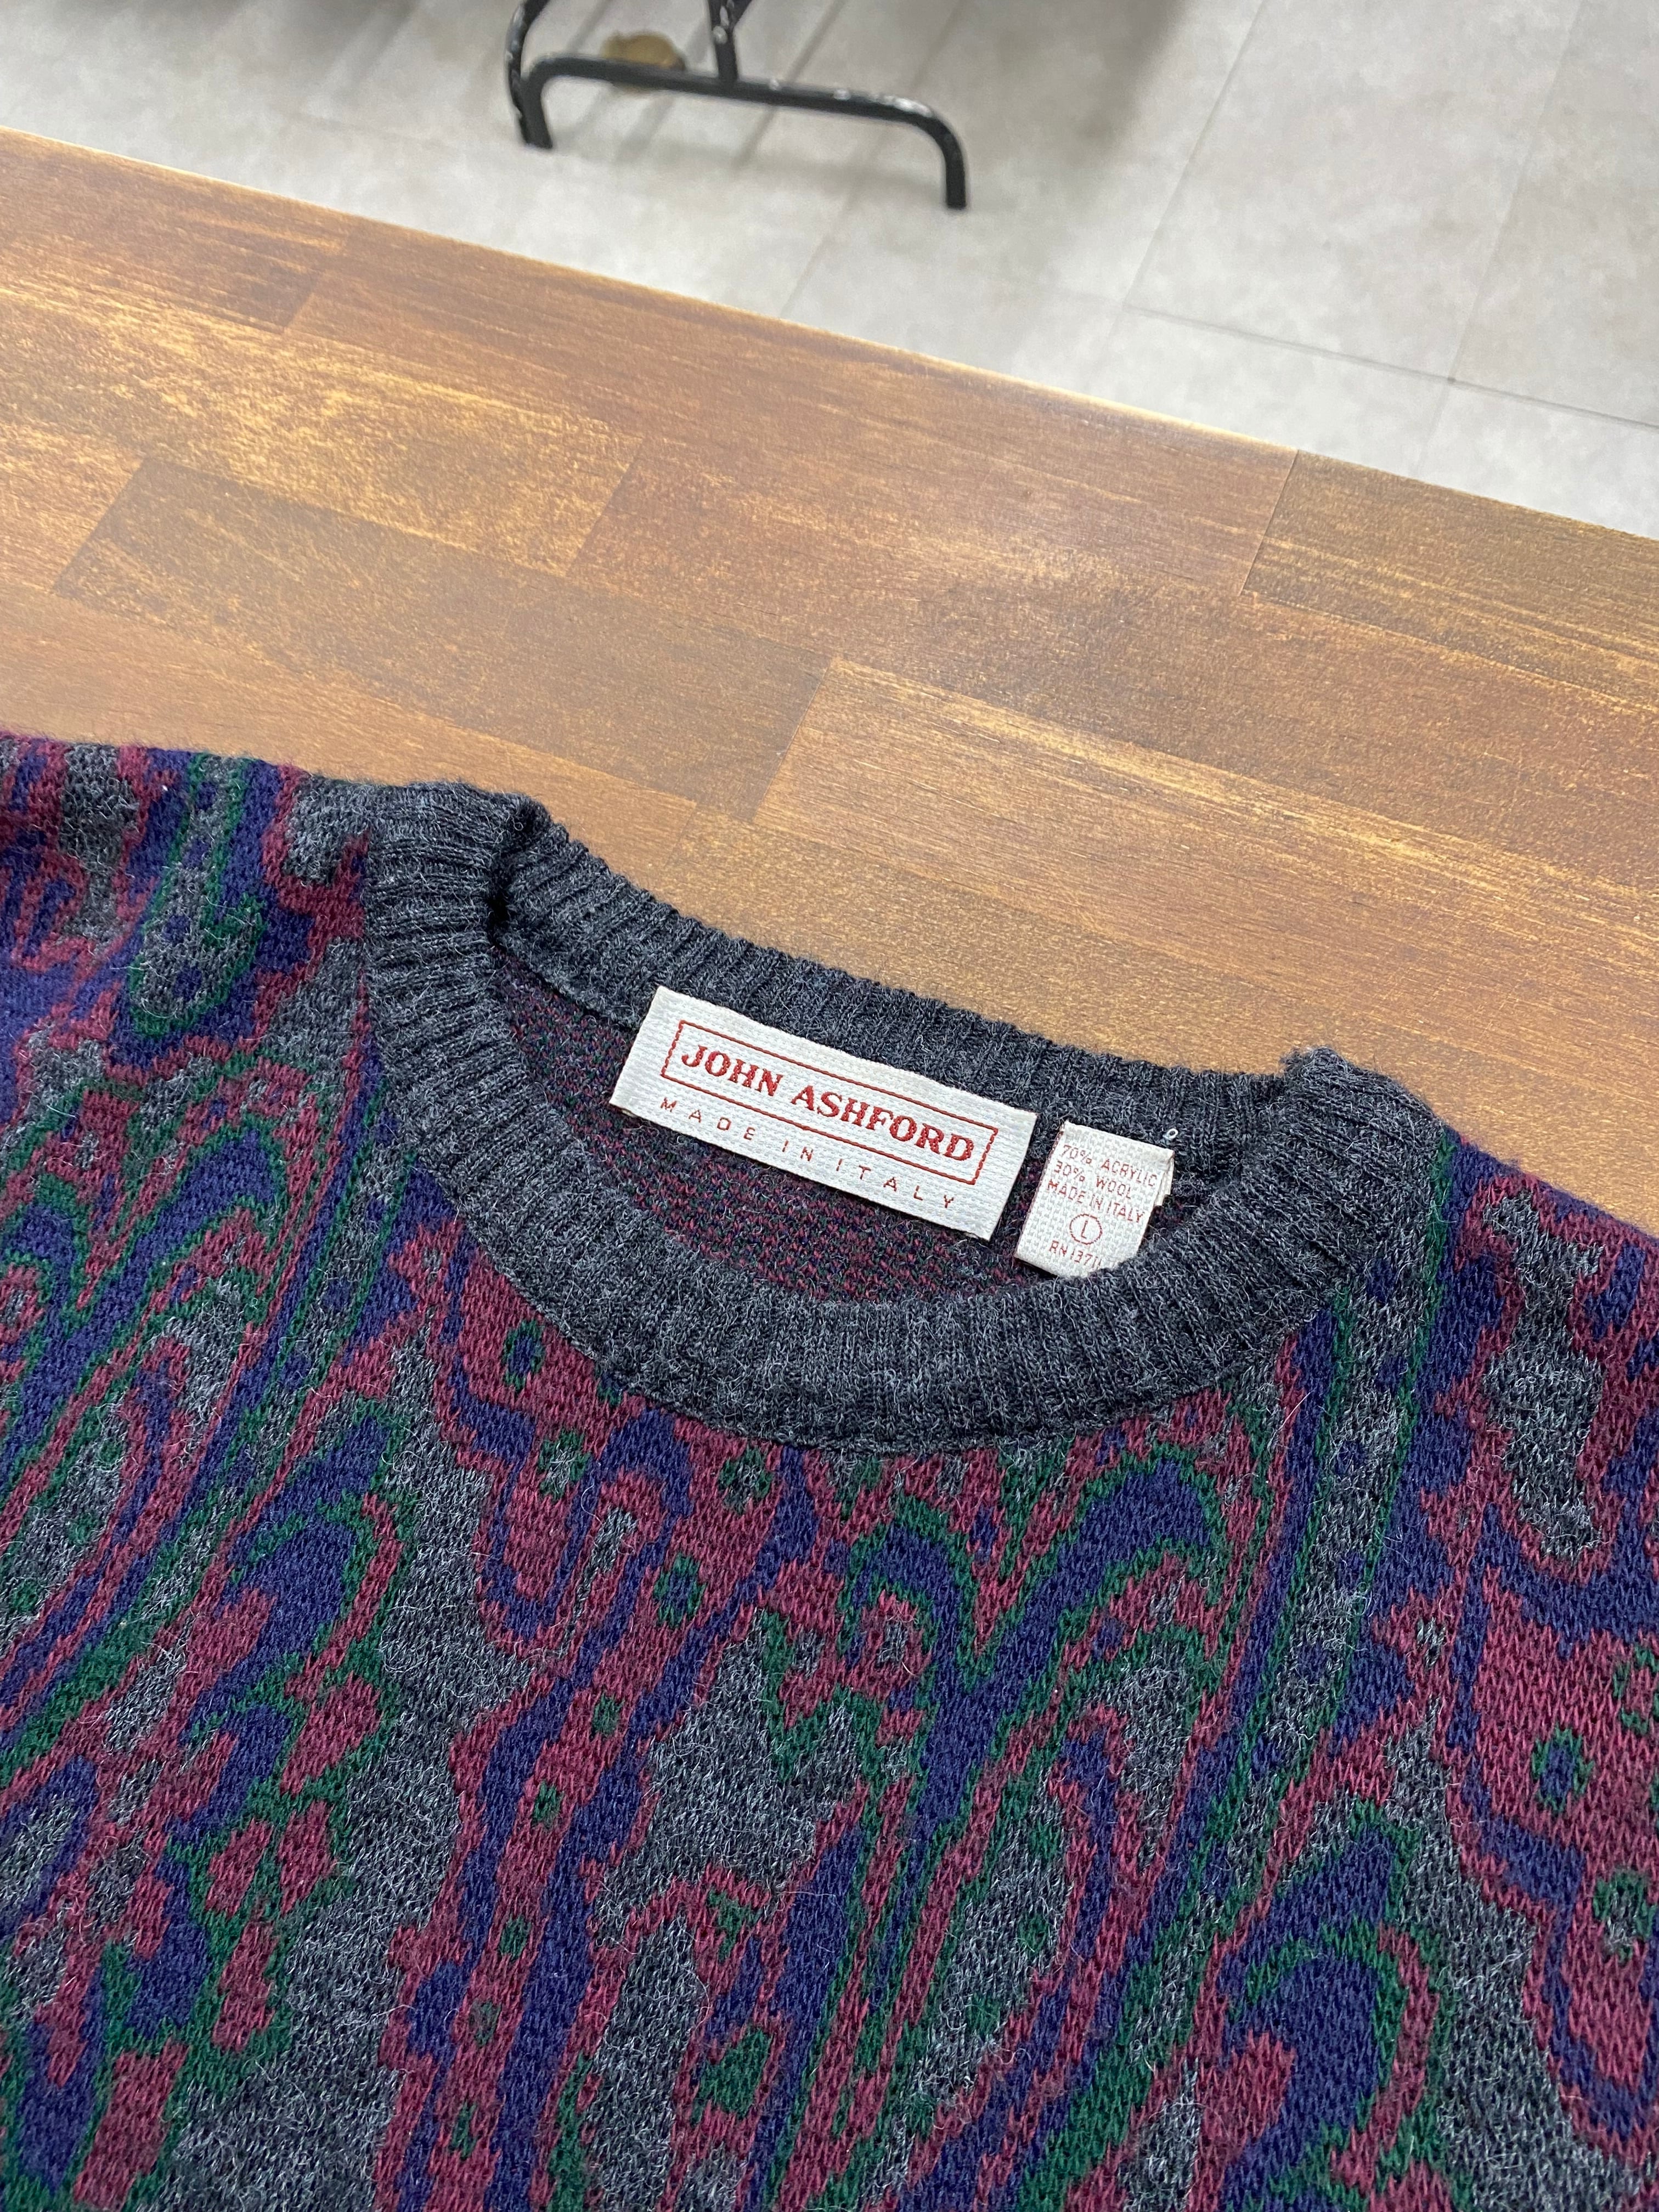 JOHN ASHFORD
MADE IN ITALY
70% ACRYLIC
30% WOOL
MADE IN ITALY
L